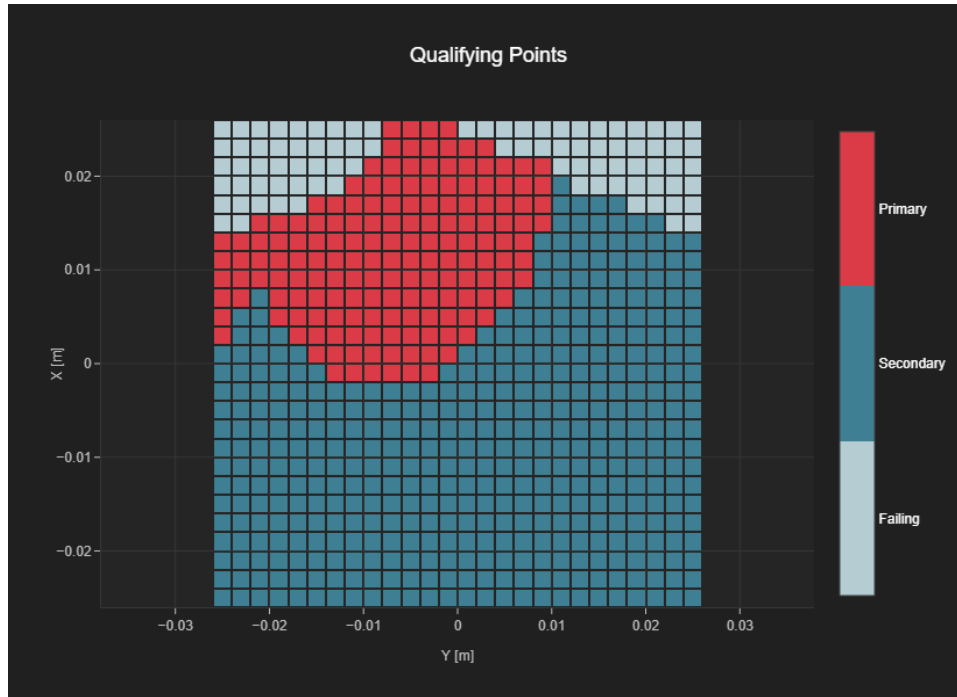 Qualifying Points
0.02
0.01
0
−0.01
−0.02
X [m]
−0.03
−0.02
−0.01
0
0.01
0.02
0.03
Y [m]
Primary
Secondary
Failing